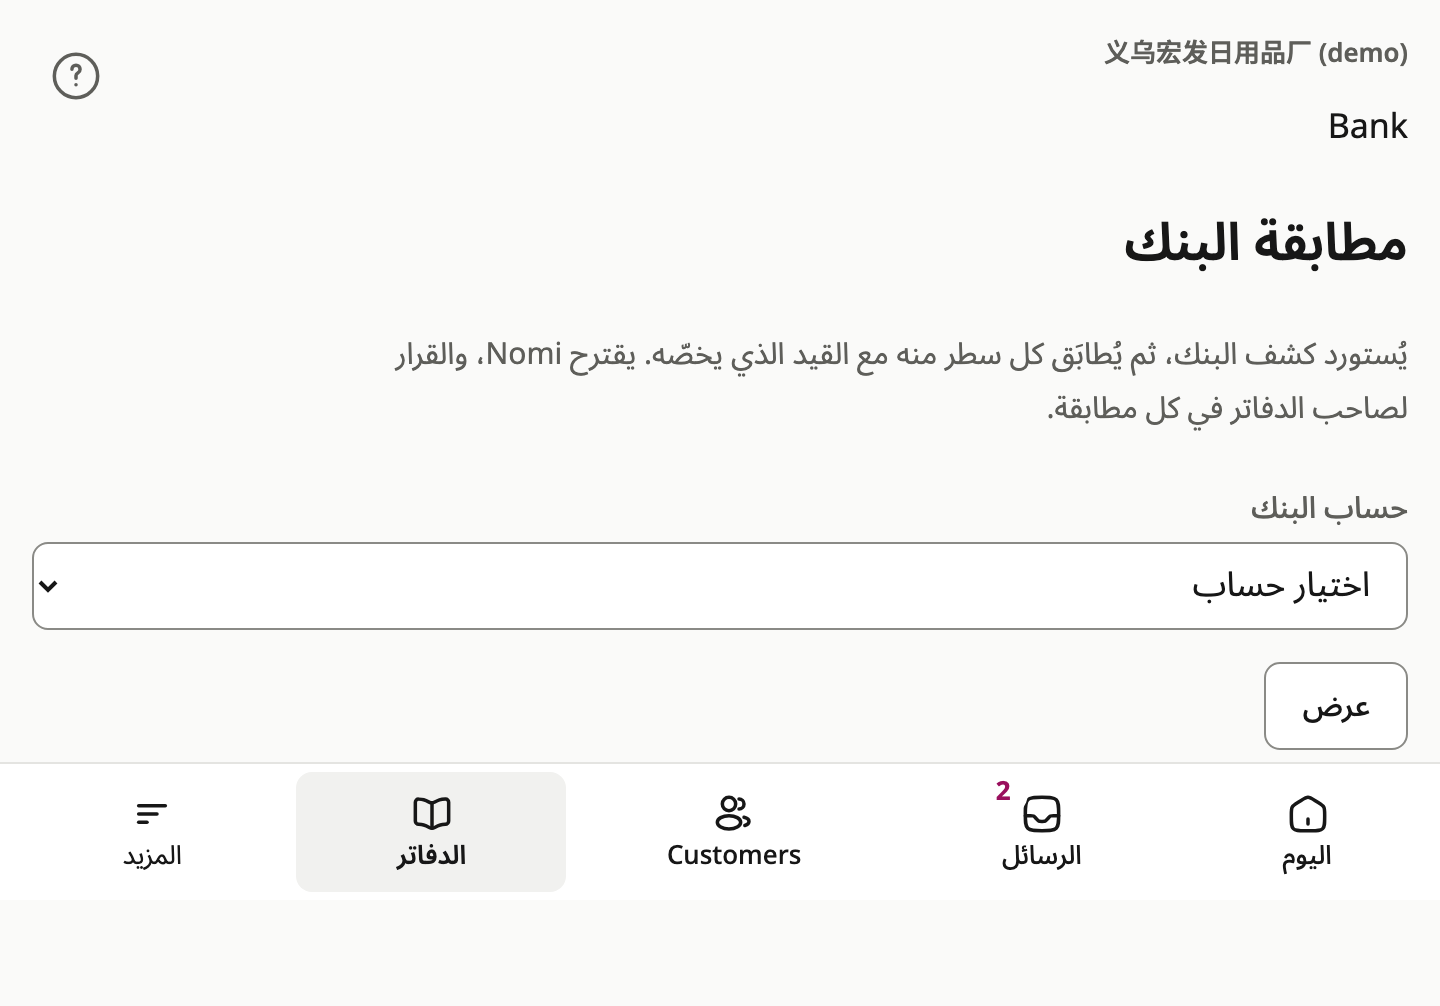 义乌宏发日用品厂 (demo)
Bank
مطابقة البنك
يُستورد كشف البنك، ثم يُطابَق كل سطر منه مع القيد الذي يخصّه. يقترح Nomi، والقرار
لصاحب الدفاتر في كل مطابقة.
حساب البنك
اختيار حساب
عرض
اليوم
2
الرسائل
Customers
الدفاتر
المزيد